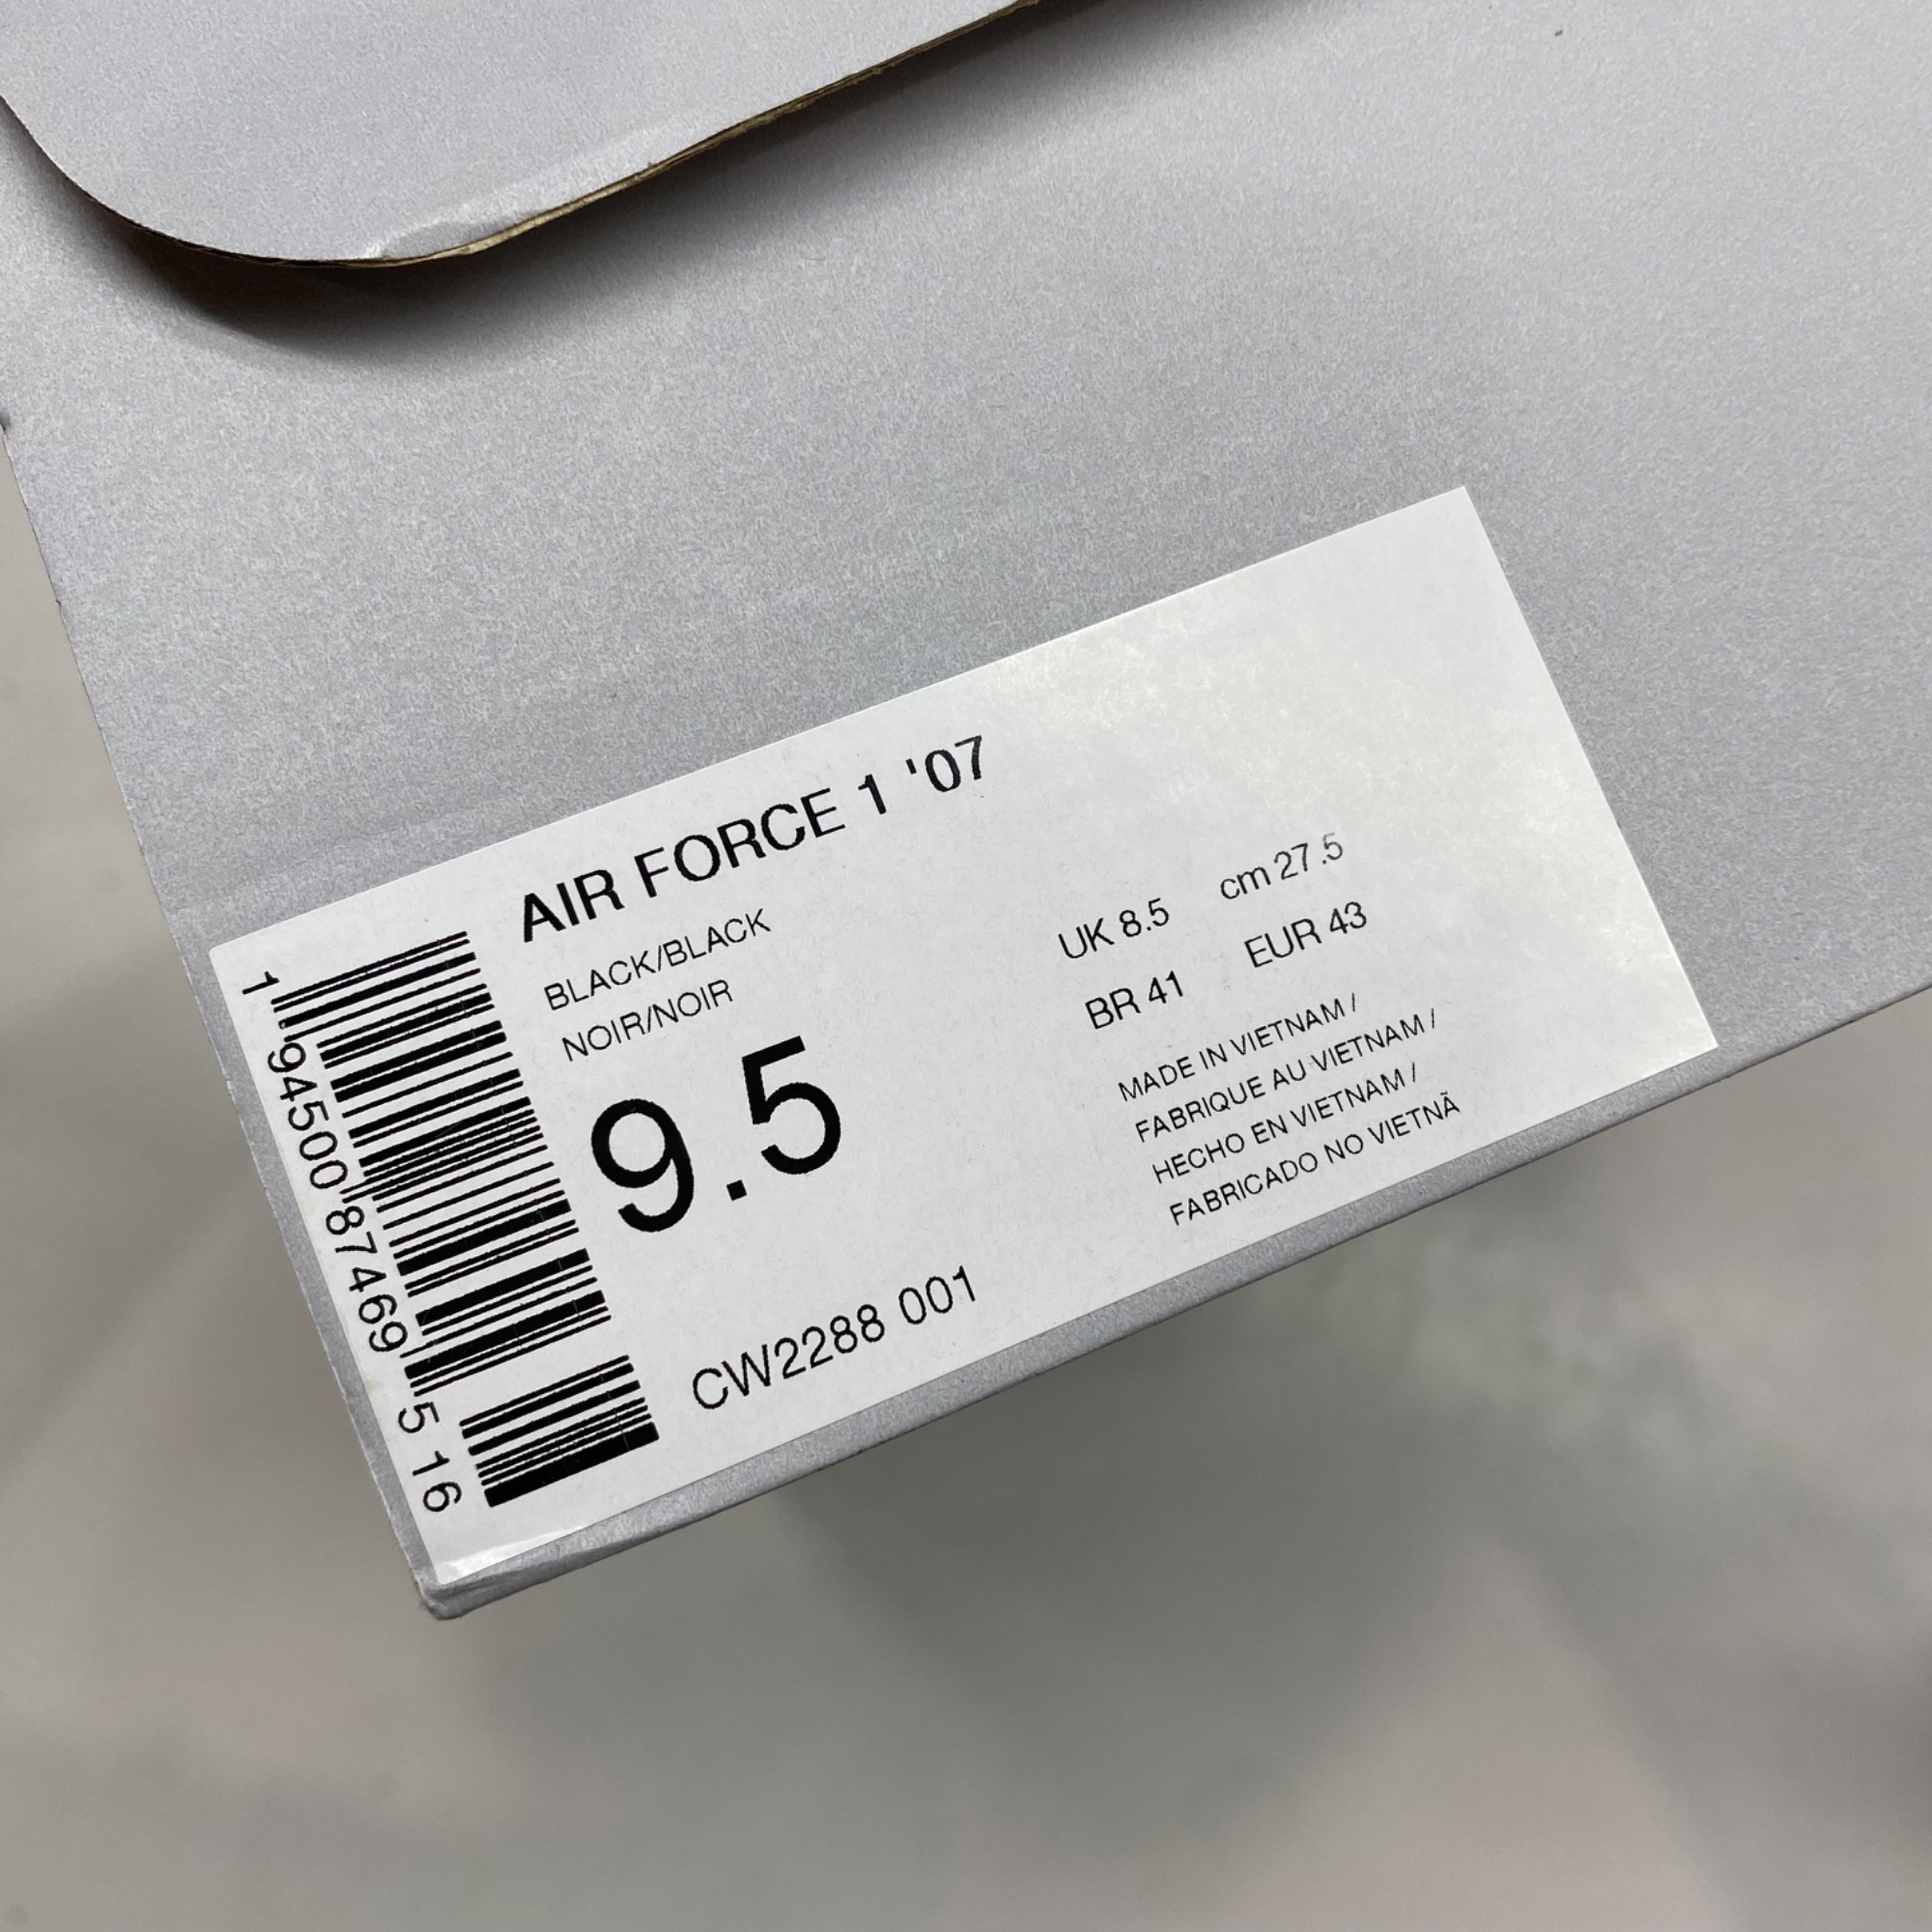 AIR FORCE 1 '07
BLACK/BLACK
NOIR/NOIR
9.5
CW2288 001
UK 8.5 cm 27.5
BR 41 EUR 43
MADE IN VIETNAM /
FABRIQUE AU VIETNAM /
HECHO EN VIETNAM /
FABRICADO NO VIETNÃ
1 94500 87469 5 16